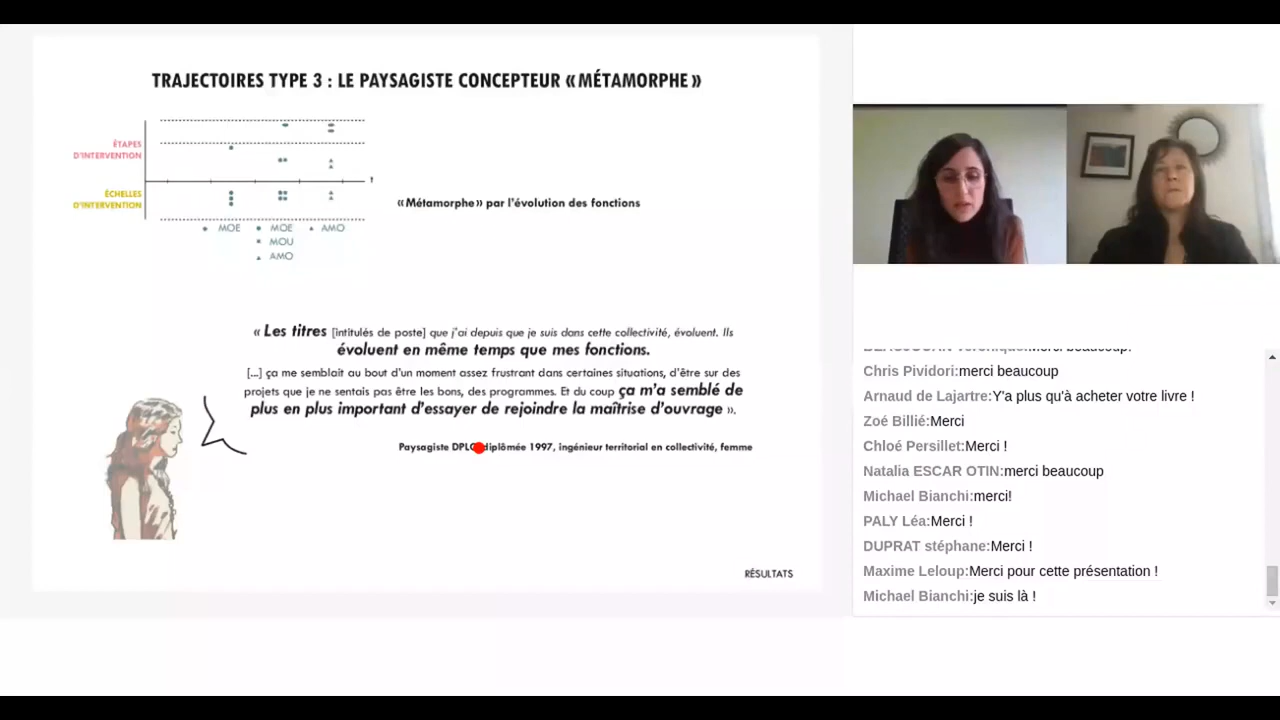 TRAJECTOIRES TYPE 3 : LE PAYSAGISTE CONCEPTEUR « MÉTAMORPHE »
ÉTAPES
D'INTERVENTION
ÉCHELLES
D'INTERVENTION
MOE MOE AMO
MOU
AMO
« Métamorphe » par l'évolution des fonctions
« Les titres [intitulés de poste] que j'ai depuis que je suis dans cette collectivité, évoluent. Ils
évoluent en même temps que mes fonctions.
[...] ça me semblait au bout d'un moment assez frustrant dans certaines situations, d'être sur des
projets que je ne sentais pas être les bons, des programmes. Et du coup ça m'a semblé de
plus en plus important d'essayer de rejoindre la maîtrise d'ouvrage ».
Paysagiste diplômée 1997, ingénieur territorial en collectivité, femme
RÉSULTATS
Chris Pividori:merci beaucoup
Arnaud de Lajartre:Y'a plus qu'à acheter votre livre !
Zoé Billié:Merci
Chloé Persillet:Merci !
Natalia ESCAR OTIN:merci beaucoup
Michael Bianchi:merci!
PALY Léa:Merci !
DUPRAT stéphane:Merci !
Maxime Leloup:Merci pour cette présentation !
Michael Bianchi:je suis là !